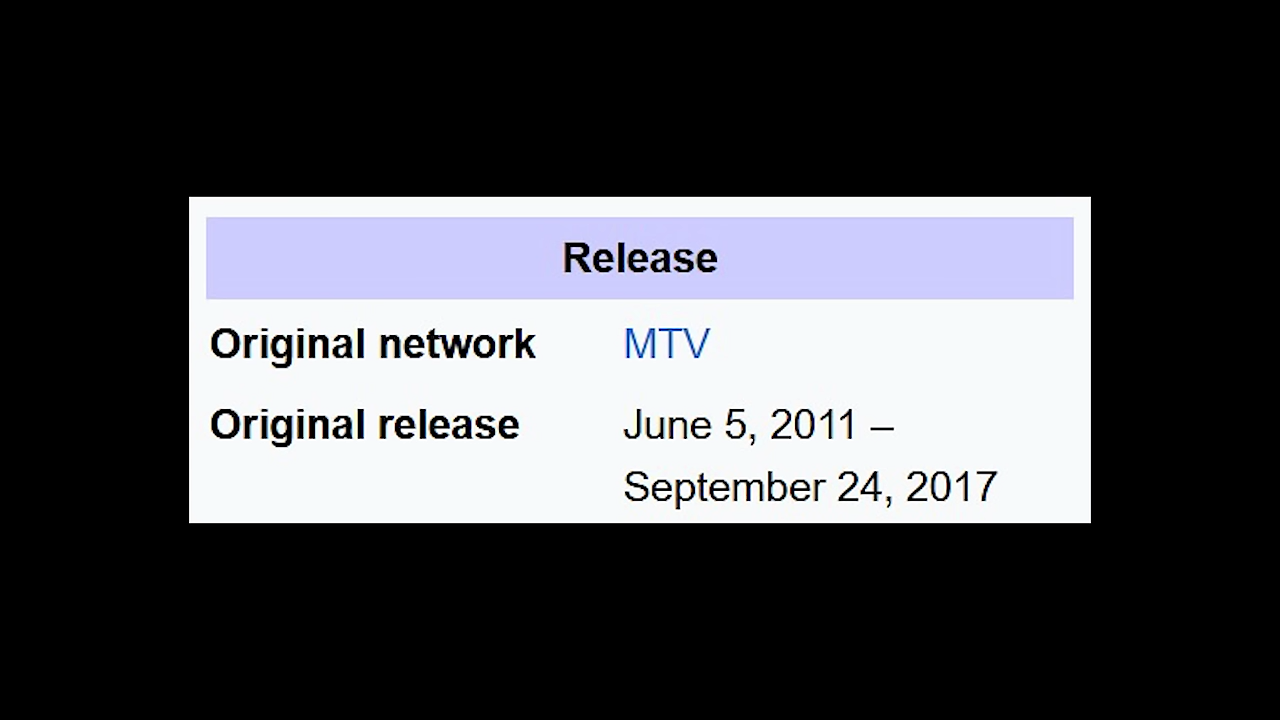 Release
Original network MTV
Original release June 5, 2011 –
September 24, 2017